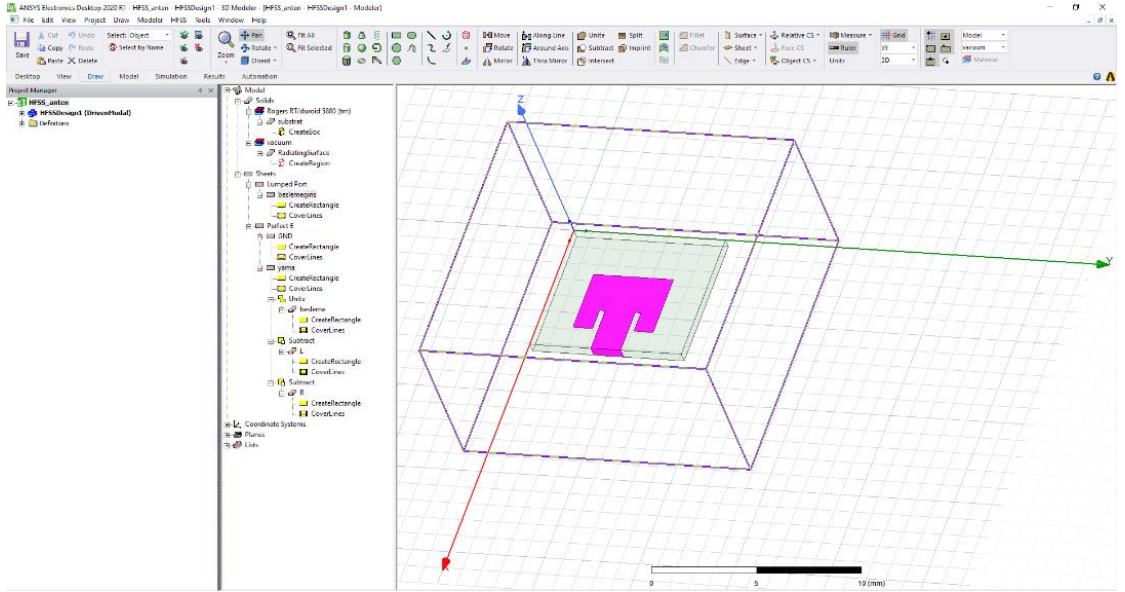 ANSYS Electronics Desktop 2020 R1 - HFSS_anten - HFSSDesign1 - 3D Modeler - [HFSS_anten - HFSSDesign1 - Modeler]
File Edit View Project Draw Modeler HFSS Tools Window Help
Save
Cut Undo
Copy Redo
Paste Delete
Select: Object
Select by Name
Zoom
Pan
Rotate
Orient
Fit All
Fit Selected
Move Along Line
Rotate Around Axis
Mirror Thru Mirror
Unite Split
Subtract Imprint
Intersect
Fillet
Chamfer
Surface
Sheet
Edge
Relative CS
Face CS
Object CS
Measure
Ruler
Units
Grid
XY
3D
Model
vacuum
Material
Desktop View Draw Model Simulation Results Automation
Project Manager
HFSS_anten
HFSSDesign1 (DrivenModal)
Definitions
Model
Solids
Rogers RT/duroid 5880 (tm)
substrat
CreateBox
vacuum
RadiatingSurface
CreateRegion
Sheets
Lumped Port
beslemegiris
CreateRectangle
CoverLines
Perfect E
GND
CreateRectangle
CoverLines
yama
CreateRectangle
CoverLines
Unite
besleme
CreateRectangle
CoverLines
Subtract
L
CreateRectangle
CoverLines
Subtract
R
CreateRectangle
CoverLines
Coordinate Systems
Planes
Lists
Z
Y
X
0 5 10 (mm)